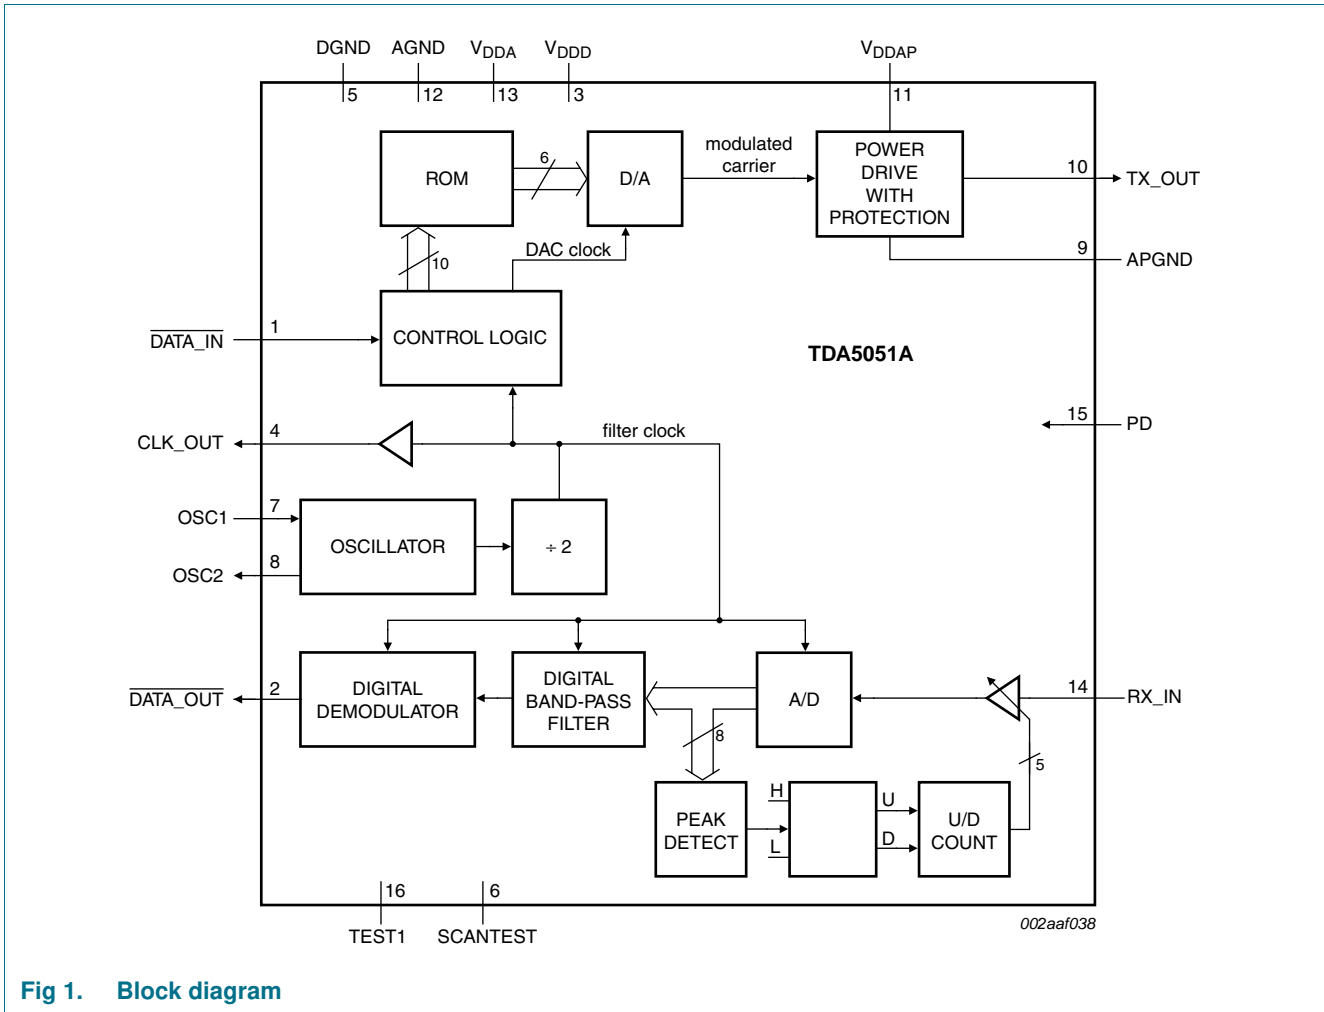 DGND AGND VDDA VDDD VDDAP
5 12 13 3 11
ROM
6
D/A
modulated
carrier
POWER
DRIVE
WITH
PROTECTION
10
TX_OUT
10
DAC clock
9
APGND
DATA_IN
1
CONTROL LOGIC
TDA5051A
15
PD
CLK_OUT
4
filter clock
OSC1
7
OSCILLATOR
÷ 2
OSC2
8
DATA_OUT
2
DIGITAL
DEMODULATOR
DIGITAL
BAND-PASS
FILTER
A/D
14
RX_IN
8
5
PEAK
DETECT
H
L
U
D
U/D
COUNT
16 6
TEST1 SCANTEST
002aaf038
Fig 1. Block diagram